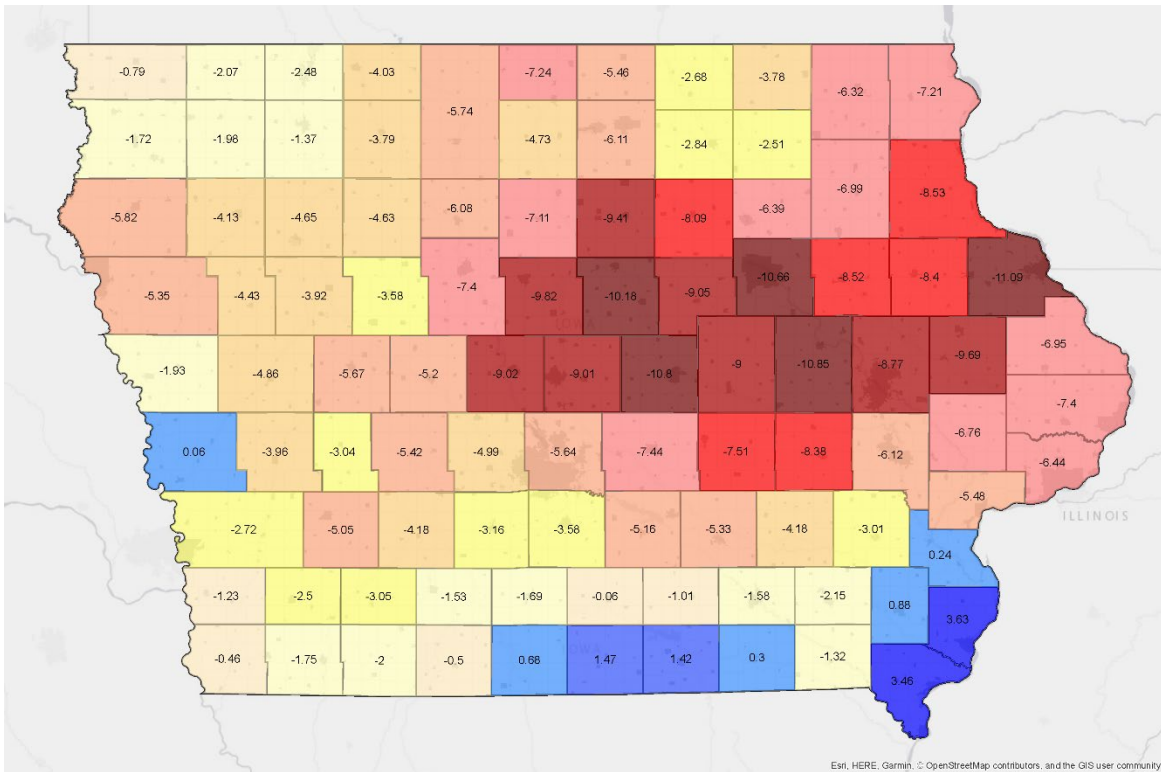 -0.79 -2.07 -2.48 -4.03 -7.24 -5.46 -2.68 -3.78
-6.32 -7.21
-5.74
-1.72 -1.98 -1.37 -3.79 -4.73 -6.11 -2.84 -2.51
-6.99 -8.53
-5.82 -4.13 -4.65 -4.63 -6.08 -7.11 -9.41 -8.09 -6.39
-5.35 -4.43 -3.92 -3.58 -7.4 -9.82 -10.18 -9.05 -10.66 -8.52 -8.4 -11.09
-6.95
-1.93 -4.86 -5.67 -5.2 -9.02 -9.01 -10.8 -9 -10.85 -8.77 -9.69
-7.4
0.06 -3.96 -3.04 -5.42 -4.99 -5.64 -7.44 -7.51 -8.38 -6.12 -6.76
-6.44
-5.48
ILLINOIS
-2.72 -5.05 -4.18 -3.16 -3.56 -5.16 -5.33 -4.18 -3.01
0.24
-1.23 -2.5 -3.05 -1.53 -1.69 -0.06 -1.01 -1.58 -2.15 0.88
3.63
-0.46 -1.75 -2 -0.5 0.68 1.47 1.42 0.3 -1.32
3.46
Esri, HERE, Garmin, © OpenStreetMap contributors, and the GIS user community